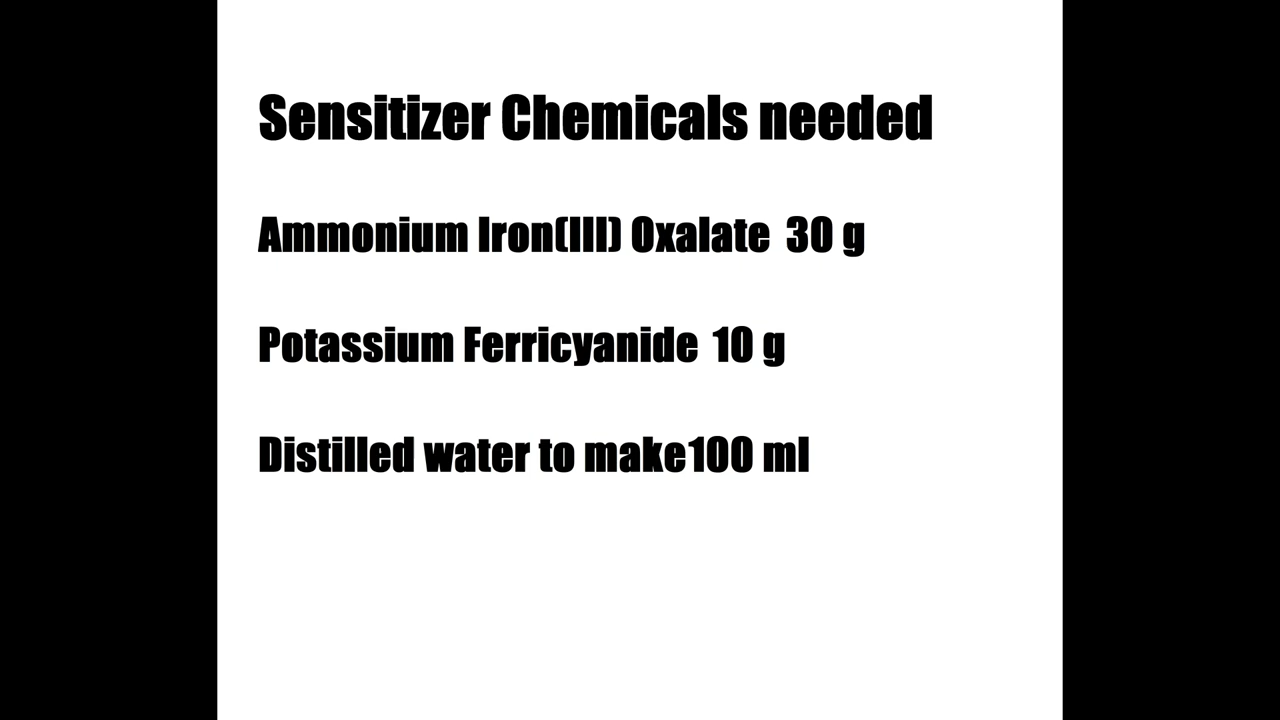 Sensitizer Chemicals needed
Ammonium Iron(III) Oxalate 30 g
Potassium Ferricyanide 10 g
Distilled water to make100 ml